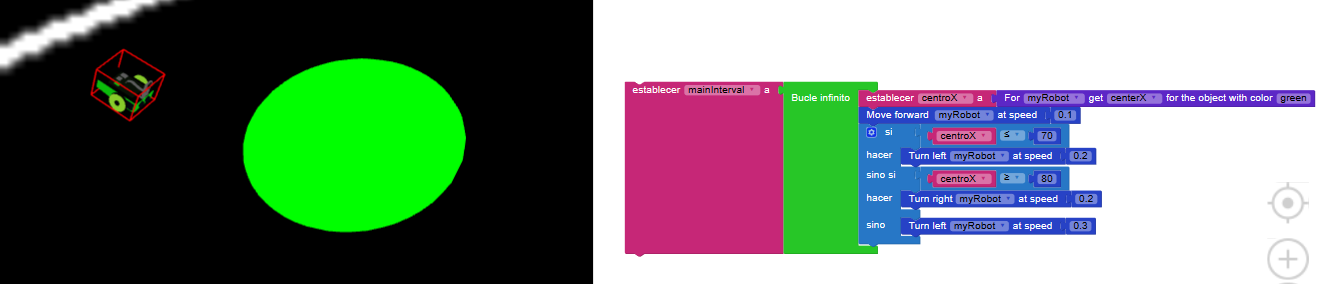 establecer mainInterval a Bucle infinito
establecer centroX a For myRobot get centerX for the object with color green
Move forward myRobot at speed 0.1
si centroX ≤ 70
hacer Turn left myRobot at speed 0.2
sino si centroX ≥ 80
hacer Turn right myRobot at speed 0.2
sino Turn left myRobot at speed 0.3